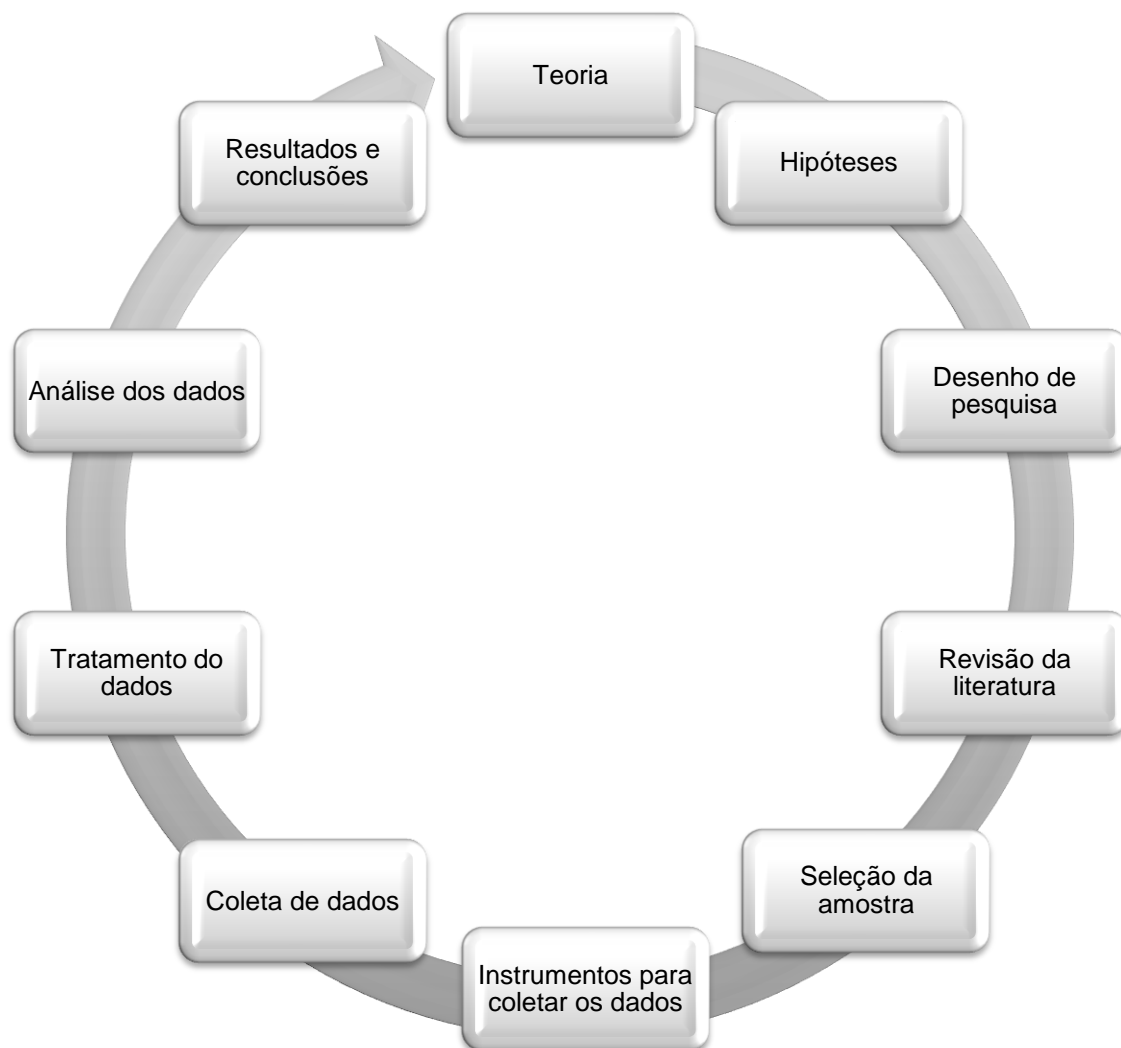 Teoria
Hipóteses
Desenho de
pesquisa
Revisão da
literatura
Seleção da
amostra
Instrumentos para
coletar os dados
Coleta de dados
Tratamento do
dados
Análise dos dados
Resultados e
conclusões